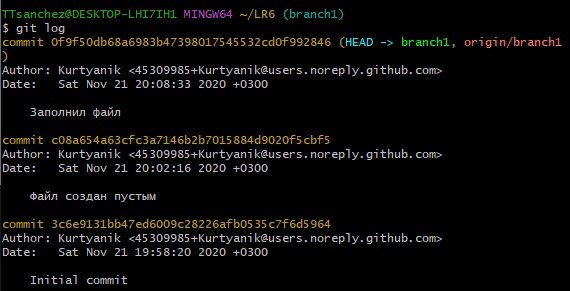 TTsanchez@DESKTOP-LHI7IH1 MINGW64 ~/LR6 (branch1)
$ git log
commit 0f9f50db68a6983b47398017545532cd0f992846 (HEAD -> branch1, origin/branch1
)
Author: Kurtyanik <45309985+Kurtyanik@users.noreply.github.com>
Date:   Sat Nov 21 20:08:33 2020 +0300
    Заполнил файл
commit c08a654a63cfc3a7146b2b7015884d9020f5cbf5
Author: Kurtyanik <45309985+Kurtyanik@users.noreply.github.com>
Date:   Sat Nov 21 20:02:16 2020 +0300
    Файл создан пустым
commit 3c6e9131bb47ed6009c28226afb0535c7f6d5964
Author: Kurtyanik <45309985+Kurtyanik@users.noreply.github.com>
Date:   Sat Nov 21 19:58:20 2020 +0300
    Initial commit